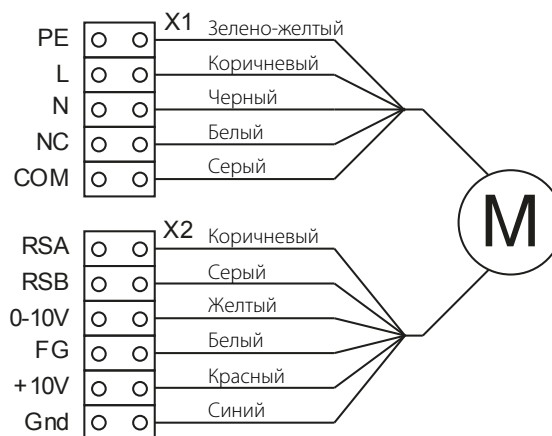 X1
PE Зелено-желтый
L Коричневый
N Черный
NC Белый
COM Серый
M
X2
RSA Коричневый
RSB Серый
0-10V Желтый
FG Белый
+10V Красный
Gnd Синий